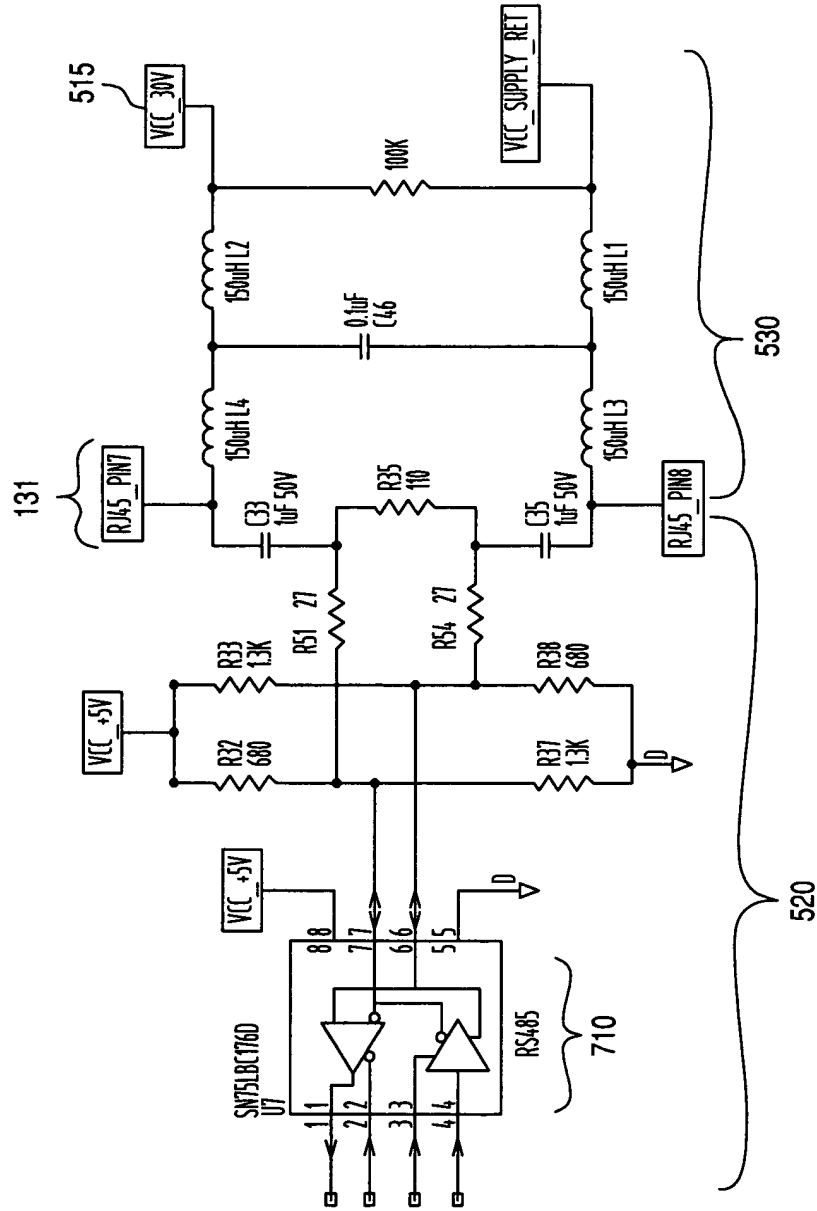 515
VCC_30V
131
RJ45_PIN7
150uH L4
150uH L2
VCC_SUPPLY_RET
100K
0.1uF
C46
150uH L3
150uH L1
C33
1uF 50V
R35
110
C35
1uF 50V
RJ45_PIN8
530
VCC_+5V
R32
680
R33
1.3K
R51 27
R54 27
R37
1.3K
R38
680
D
VCC_+5V
SN75LBC176D
U7
1 1
2 2
3 3
4 4
8 8
7 7
6 6
5 5
D
RS485
710
520